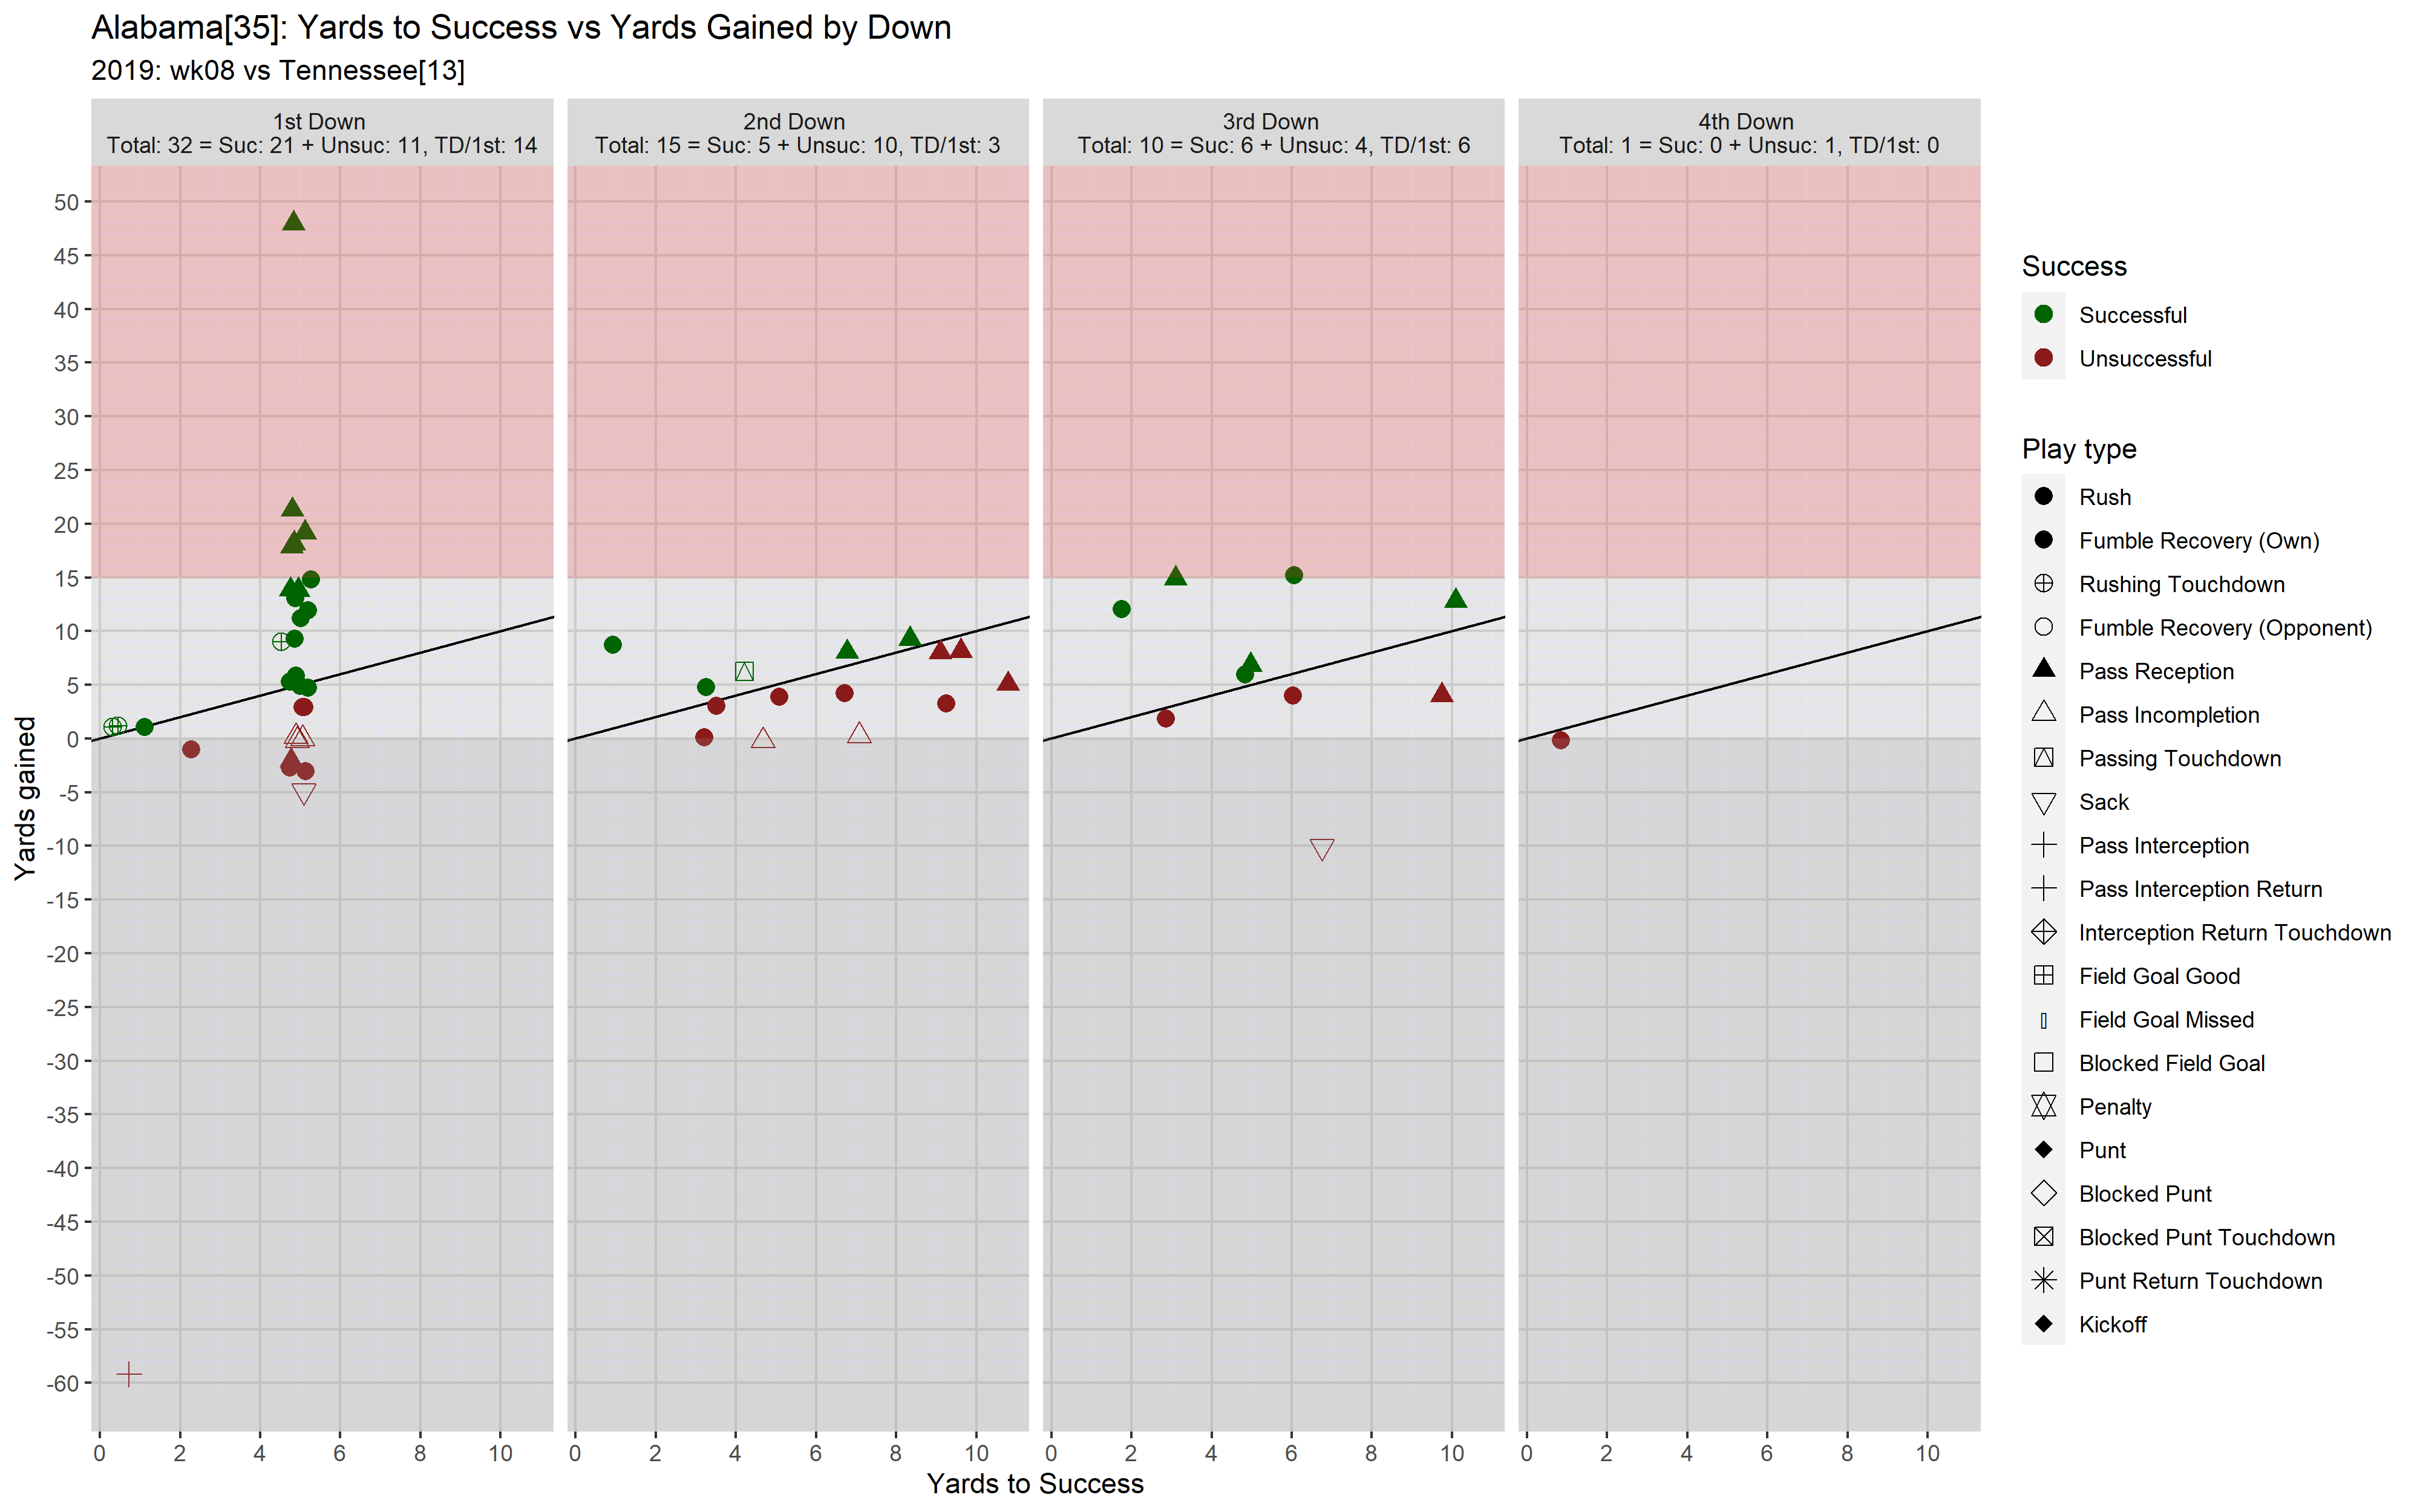 Alabama[35]: Yards to Success vs Yards Gained by Down
2019: wk08 vs Tennessee[13]
1st Down
Total: 32 = Suc: 21 + Unsuc: 11, TD/1st: 14
2nd Down
Total: 15 = Suc: 5 + Unsuc: 10, TD/1st: 3
3rd Down
Total: 10 = Suc: 6 + Unsuc: 4, TD/1st: 6
4th Down
Total: 1 = Suc: 0 + Unsuc: 1, TD/1st: 0
Yards gained
50
45
40
35
30
25
20
15
10
5
0
-5
-10
-15
-20
-25
-30
-35
-40
-45
-50
-55
-60
0 2 4 6 8 10
0 2 4 6 8 10
0 2 4 6 8 10
0 2 4 6 8 10
Yards to Success
Success
Successful
Unsuccessful
Play type
Rush
Fumble Recovery (Own)
Rushing Touchdown
Fumble Recovery (Opponent)
Pass Reception
Pass Incompletion
Passing Touchdown
Sack
Pass Interception
Pass Interception Return
Interception Return Touchdown
Field Goal Good
Field Goal Missed
Blocked Field Goal
Penalty
Punt
Blocked Punt
Blocked Punt Touchdown
Punt Return Touchdown
Kickoff